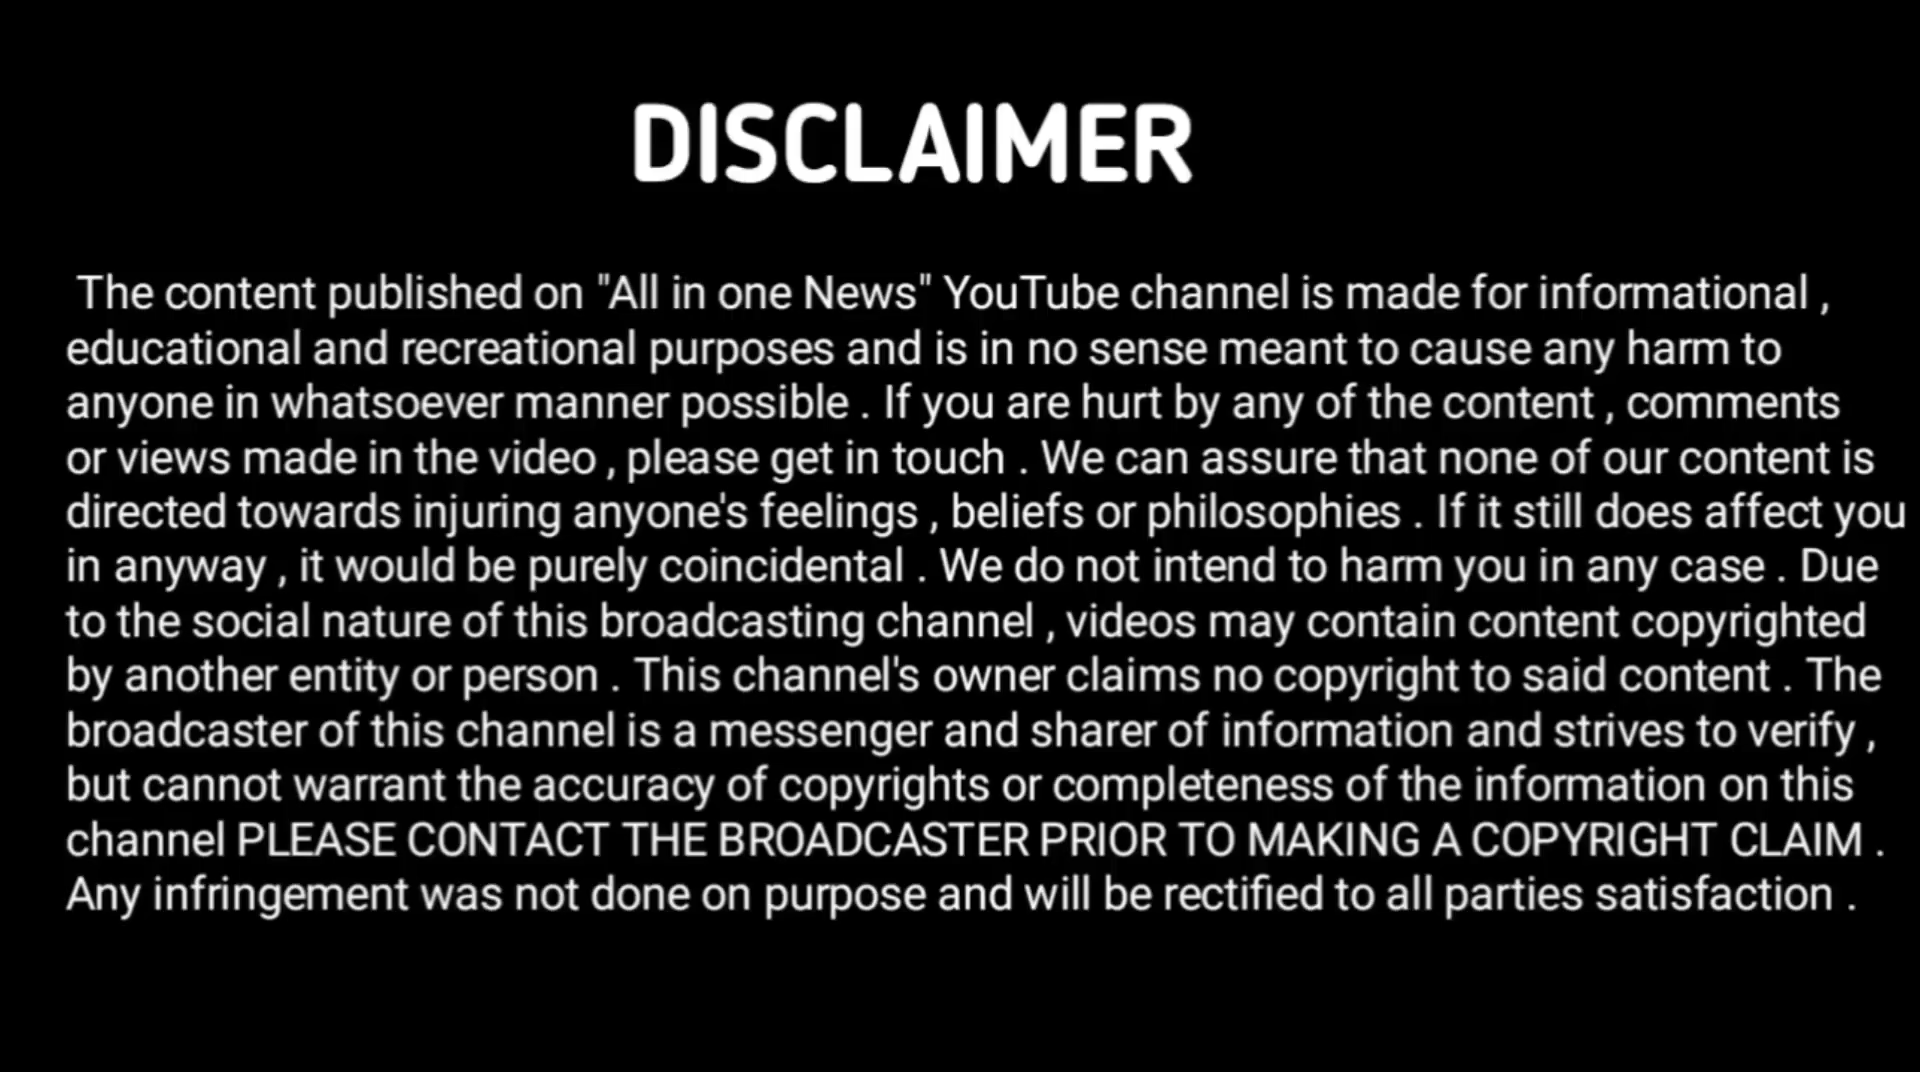 DISCLAIMER
The content published on "All in one News" YouTube channel is made for informational ,
educational and recreational purposes and is in no sense meant to cause any harm to
anyone in whatsoever manner possible . If you are hurt by any of the content , comments
or views made in the video , please get in touch . We can assure that none of our content is
directed towards injuring anyone's feelings , beliefs or philosophies . If it still does affect you
in anyway , it would be purely coincidental . We do not intend to harm you in any case . Due
to the social nature of this broadcasting channel , videos may contain content copyrighted
by another entity or person . This channel's owner claims no copyright to said content . The
broadcaster of this channel is a messenger and sharer of information and strives to verify ,
but cannot warrant the accuracy of copyrights or completeness of the information on this
channel PLEASE CONTACT THE BROADCASTER PRIOR TO MAKING A COPYRIGHT CLAIM .
Any infringement was not done on purpose and will be rectified to all parties satisfaction .